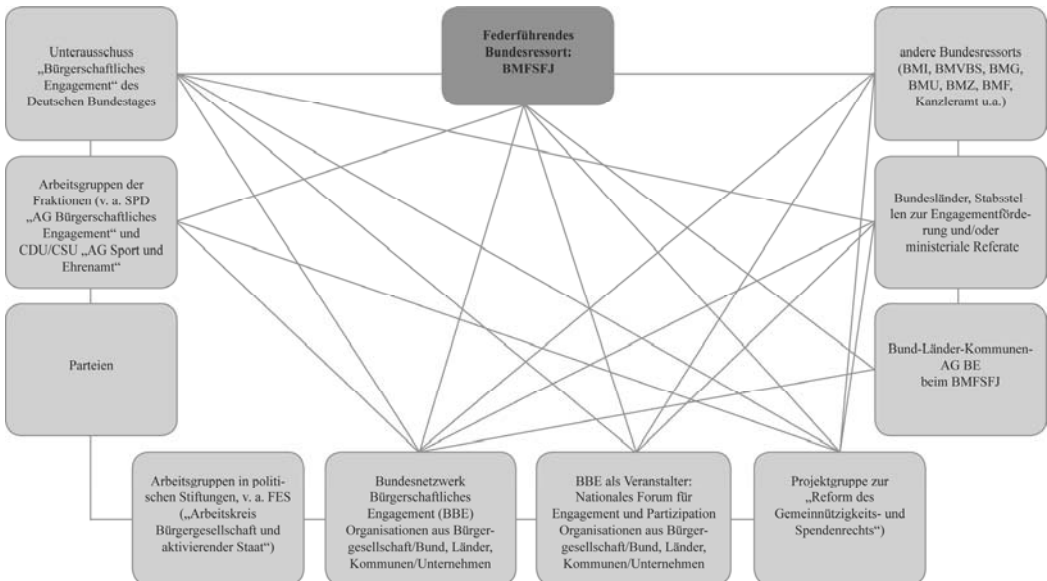 Unterausschuss
„Bürgerschaftliches
Engagement“ des
Deutschen Bundestages
Federführendes
Bundesressort:
BMFSFJ
andere Bundesressorts
(BMI, BMVBS, BMG,
BMU, BMZ, BMF,
Kanzleramt u.a.)
Arbeitsgruppen der
Fraktionen (v. a. SPD
„AG Bürgerschaftliches
Engagement“ und
CDU/CSU „AG Sport und
Ehrenamt“
Bundesländer, Stabsstel-
len zur Engagementförde-
rung und/oder
ministeriale Referate
Parteien
Bund-Länder-Kommunen-
AG BE
beim BMFSFJ
Arbeitsgruppen in politi-
schen Stiftungen, v. a. FES
(„Arbeitskreis
Bürgergesellschaft und
aktivierender Staat“)
Bundesnetzwerk
Bürgerschaftliches
Engagement (BBE)
Organisationen aus Bürger-
gesellschaft/Bund, Länder,
Kommunen/Unternehmen
BBE als Veranstalter:
Nationales Forum für
Engagement und Partizipation
Organisationen aus Bürger-
gesellschaft/Bund, Länder,
Kommunen/Unternehmen
Projektgruppe zur
„Reform des
Gemeinnützigkeits- und
Spendenrechts“)